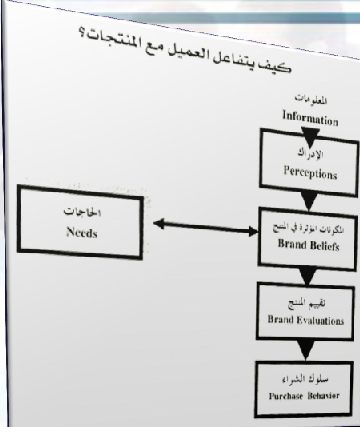 كيف يتفاعل العميل مع المنتجات؟
المعلومات
Information
الإدراك
Perceptions
المكونات المؤثرة في المنتج
Brand Beliefs
الحاجات
Needs
تقييم المنتج
Brand Evaluations
سلوك الشراء
Purchase Behavior